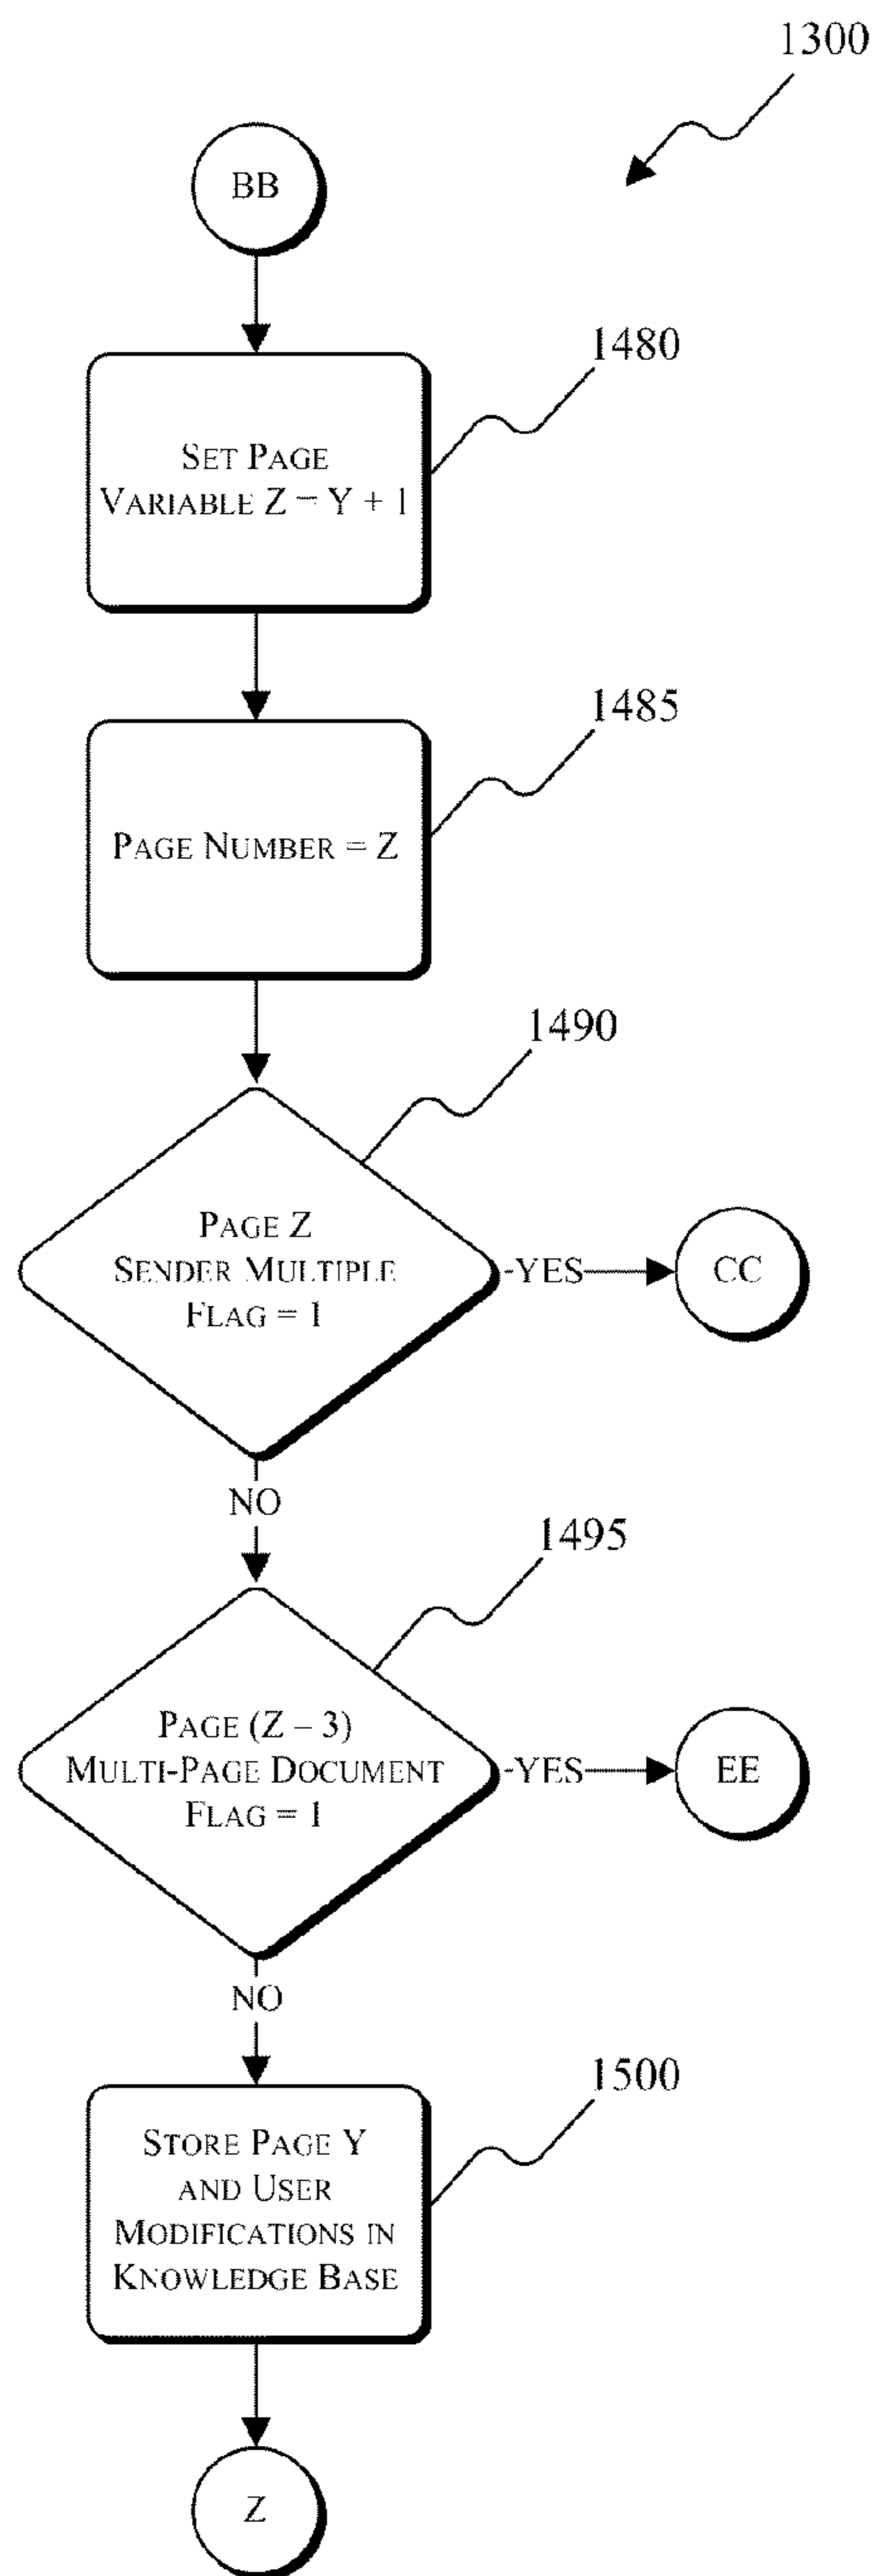 1300
BB
1480
SET PAGE
VARIABLE Z = Y + 1
1485
PAGE NUMBER = Z
1490
PAGE Z
SENDER MULTIPLE
FLAG = 1
YES
CC
NO
1495
PAGE (Z – 3)
MULTI-PAGE DOCUMENT
FLAG = 1
YES
EE
NO
1500
STORE PAGE Y
AND USER
MODIFICATIONS IN
KNOWLEDGE BASE
Z